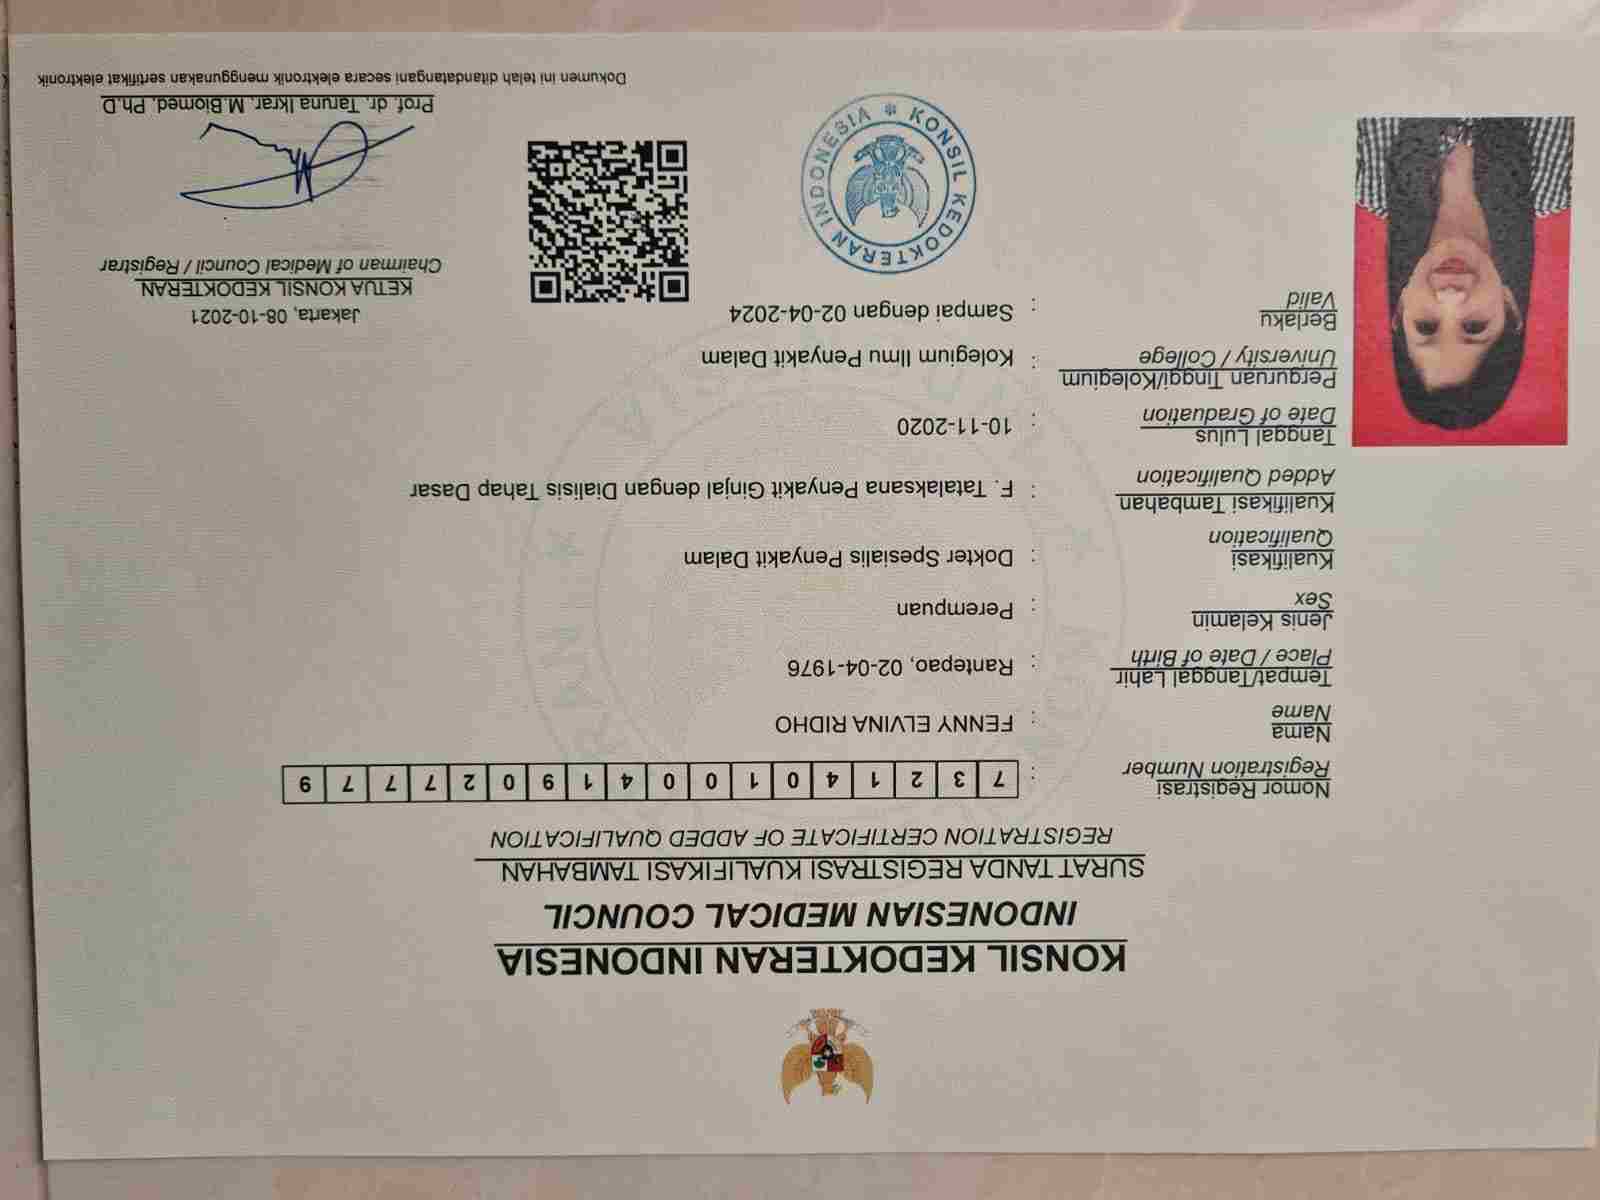 KONSIL KEDOKTERAN INDONESIA
INDONESIAN MEDICAL COUNCIL
SURAT TANDA REGISTRASI KUALIFIKASI TAMBAHAN
REGISTRATION CERTIFICATE OF ADDED QUALIFICATION
Nomor Registrasi
Registration Number : 7 3 2 1 4 0 1 0 0 4 1 9 0 2 7 7 7 9
Nama
Name : FENNY ELVINA RIDHO
Tempat/Tanggal Lahir
Place / Date of Birth : Rantepao, 02-04-1976
Jenis Kelamin
Sex : Perempuan
Kualifikasi
Qualification : Dokter Spesialis Penyakit Dalam
Kualifikasi Tambahan
Added Qualification : F. Tatalaksana Penyakit Ginjal dengan Dialisis Tahap Dasar
Tanggal Lulus
Date of Graduation : 10-11-2020
Perguruan Tinggi/Kolegium
University / College : Kolegium Ilmu Penyakit Dalam
Berlaku
Valid : Sampai dengan 02-04-2024
Jakarta, 08-10-2021
KETUA KONSIL KEDOKTERAN
Chairman of Medical Council / Registrar
KONSIL KEDOKTERAN INDONESIA
Prof. dr. Taruna Ikrar, M.Biomed, Ph.D
Dokumen ini telah ditandatangani secara elektronik menggunakan sertifikat elektronik